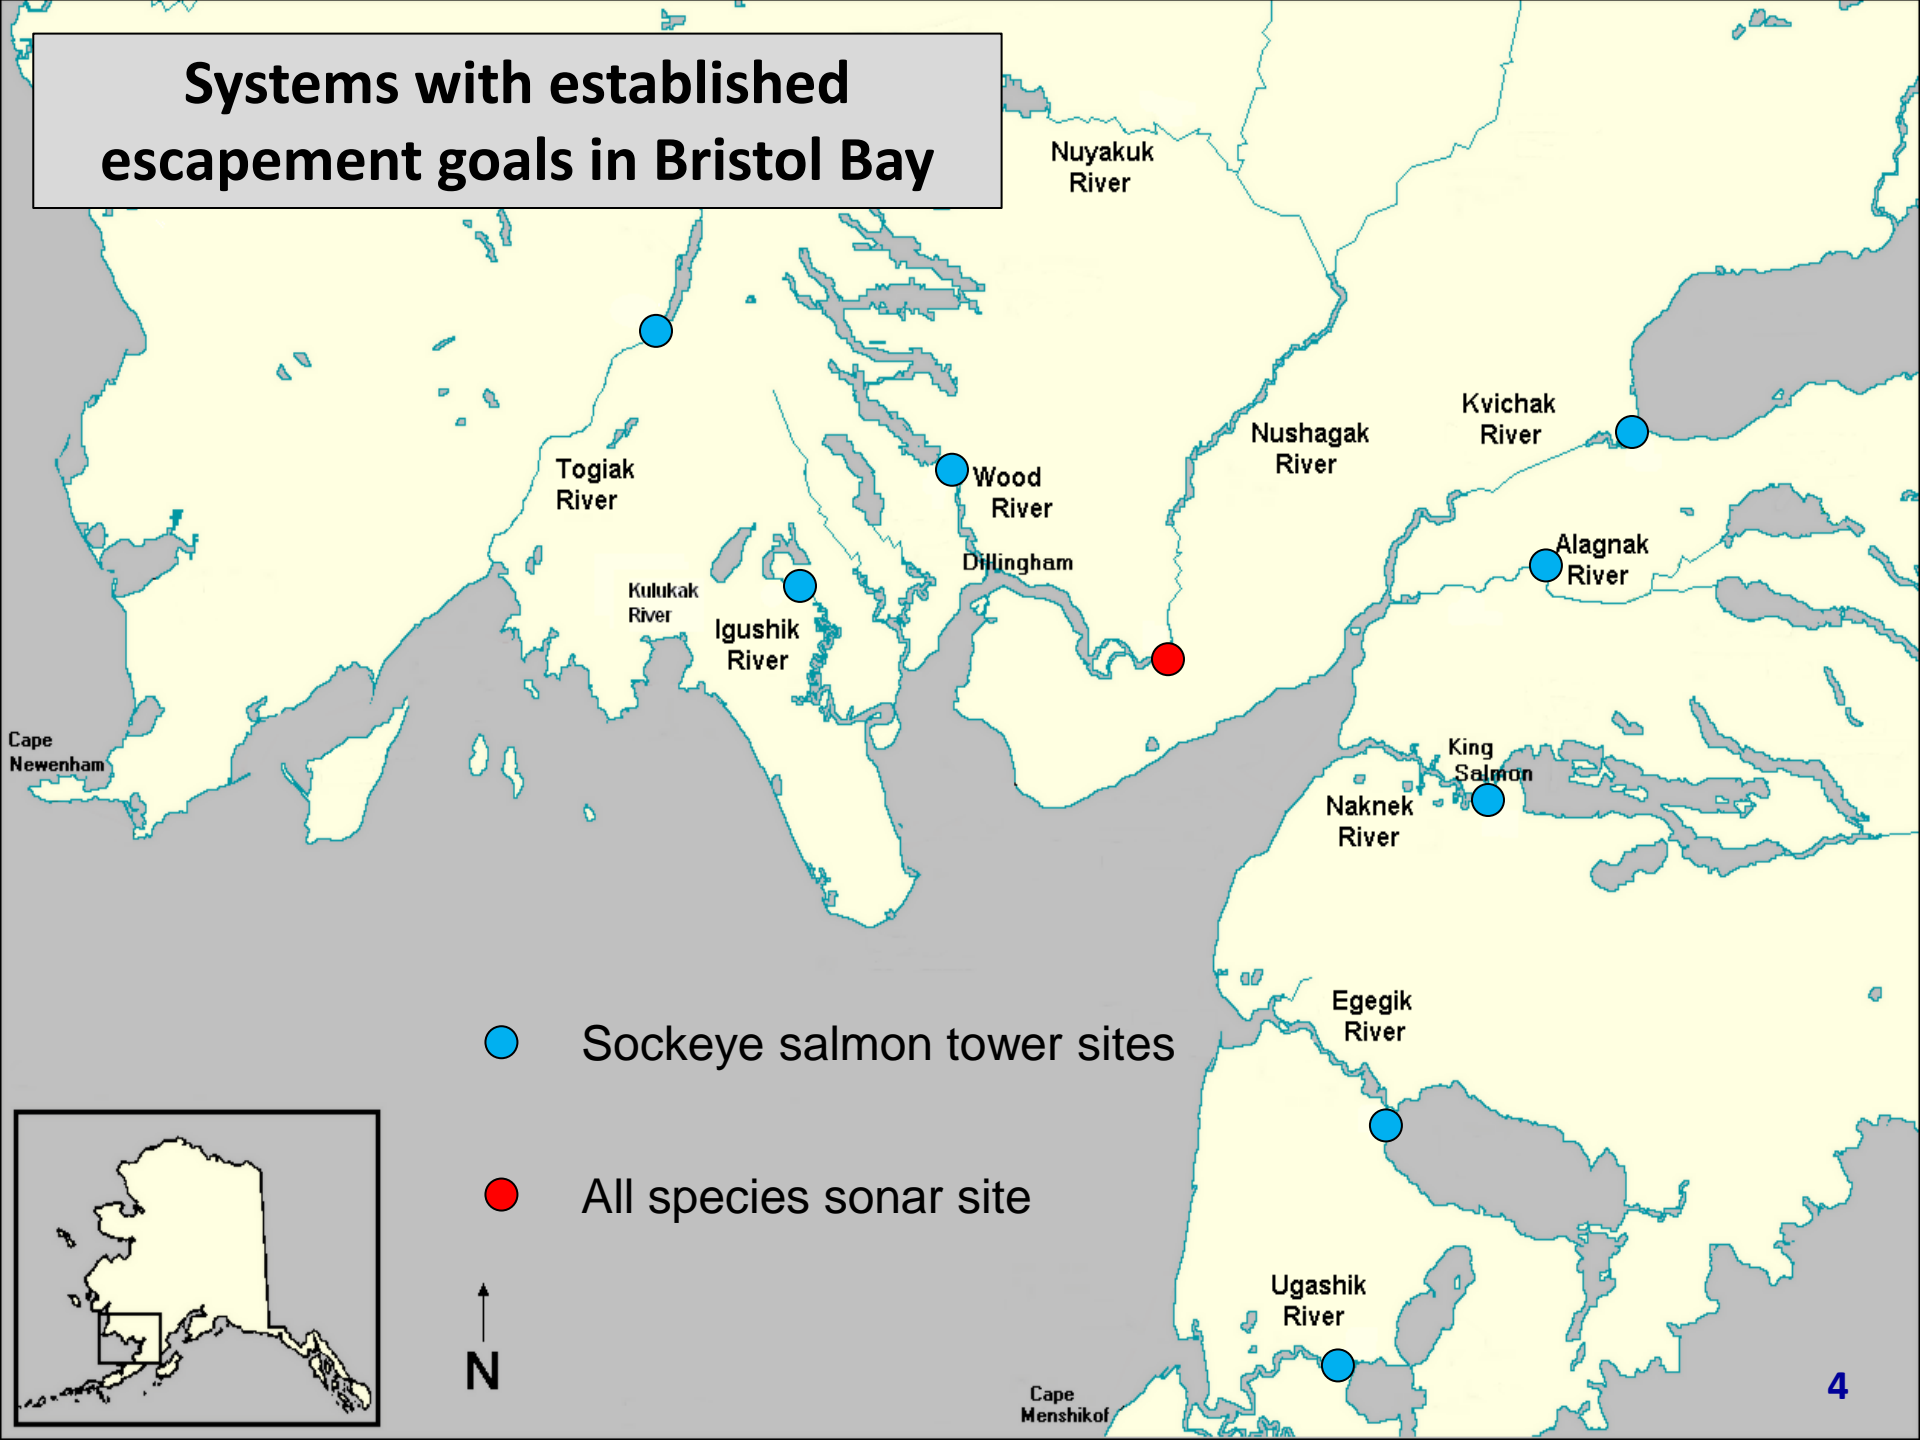 Systems with established
escapement goals in Bristol Bay
Nuyakuk
River
Kvichak
River
Nushagak
River
Togiak
River
Wood
River
Alagnak
River
Dillingham
Kulukak
River
Igushik
River
Cape
Newenham
King
Salmon
Naknek
River
Egegik
River
Sockeye salmon tower sites
All species sonar site
Ugashik
River
N
Cape
Menshikof
4